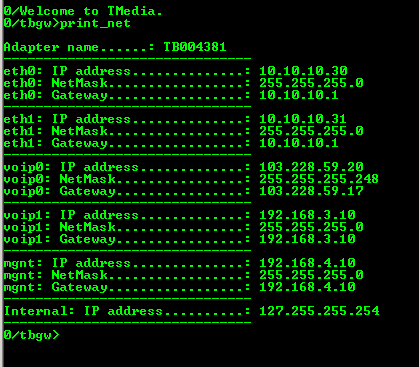 0/Welcome to TMedia.
0/tbgw>print_net
Adapter name......: TB004381
----------------------------------
eth0: IP address...............: 10.10.10.30
eth0: NetMask..................: 255.255.255.0
eth0: Gateway..................: 10.10.10.1
----------------------------------
eth1: IP address...............: 10.10.10.31
eth1: NetMask..................: 255.255.255.0
eth1: Gateway..................: 10.10.10.1
----------------------------------
voip0: IP address..............: 103.228.59.20
voip0: NetMask.................: 255.255.255.248
voip0: Gateway.................: 103.228.59.17
----------------------------------
voip1: IP address..............: 192.168.3.10
voip1: NetMask.................: 255.255.255.0
voip1: Gateway.................: 192.168.3.10
----------------------------------
mgnt: IP address...............: 192.168.4.10
mgnt: NetMask..................: 255.255.255.0
mgnt: Gateway..................: 192.168.4.10
----------------------------------
Internal: IP address...........: 127.255.255.254
----------------------------------
0/tbgw>